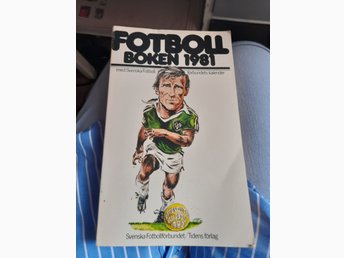 FOTBOLL
BOKEN 1981
med Svenska Fotbollförbundets kalender
Svenska Fotbollförbundet/Tidens förlag